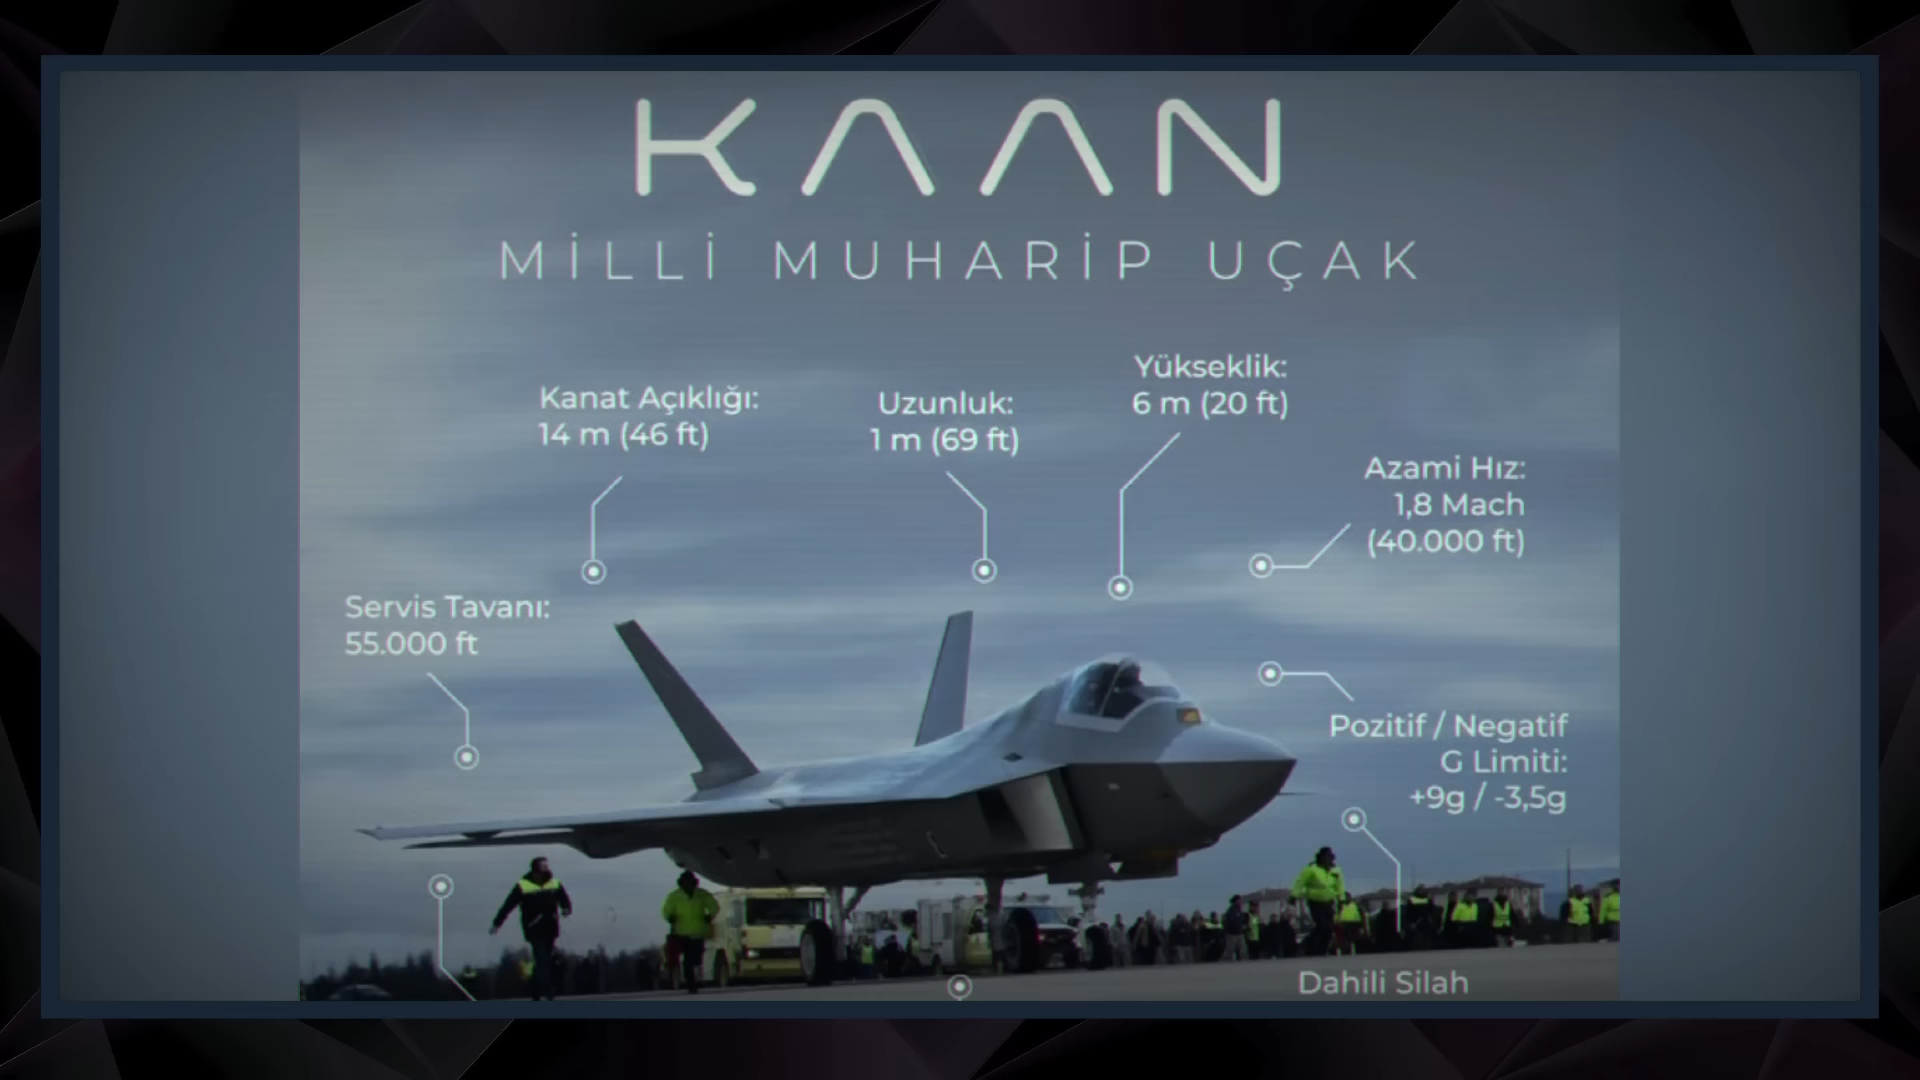 KAAN
MİLLİ MUHARİP UÇAK
Yükseklik:
6 m (20 ft)
Kanat Açıklığı:
14 m (46 ft)
Uzunluk:
1 m (69 ft)
Azami Hız:
1,8 Mach
(40.000 ft)
Servis Tavanı:
55.000 ft
Pozitif / Negatif
G Limiti:
+9g / -3,5g
Dahili Silah